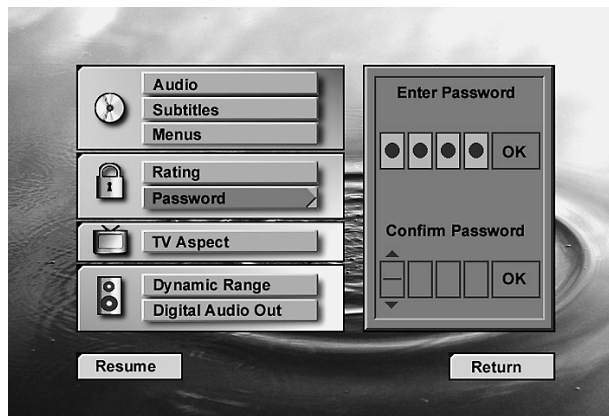 Audio
Subtitles
Menus
Rating
Password
TV Aspect
Dynamic Range
Digital Audio Out
Enter Password
OK
Confirm Password
OK
Resume
Return